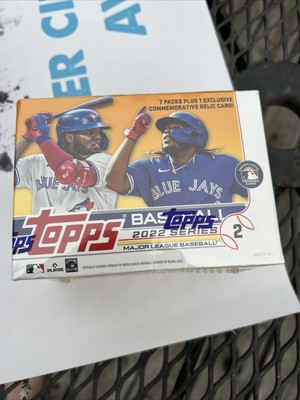 ER CI
AV
7 PACKS PLUS 1 EXCLUSIVE
COMMEMORATIVE RELIC CARD!
BLUE JAYS
BLUE JAYS
TOPPS
BASEBALL
TOPPS
2022 SERIES 2
MAJOR LEAGUE BASEBALL